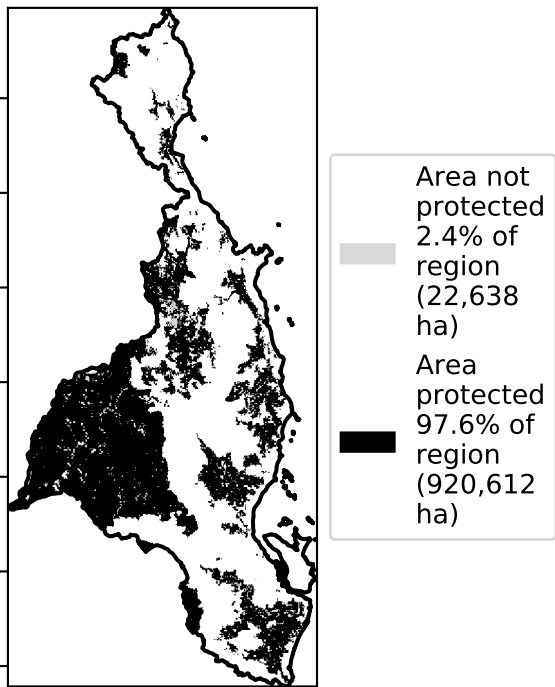 Area not
protected
2.4% of
region
(22,638
ha)
Area
protected
97.6% of
region
(920,612
ha)